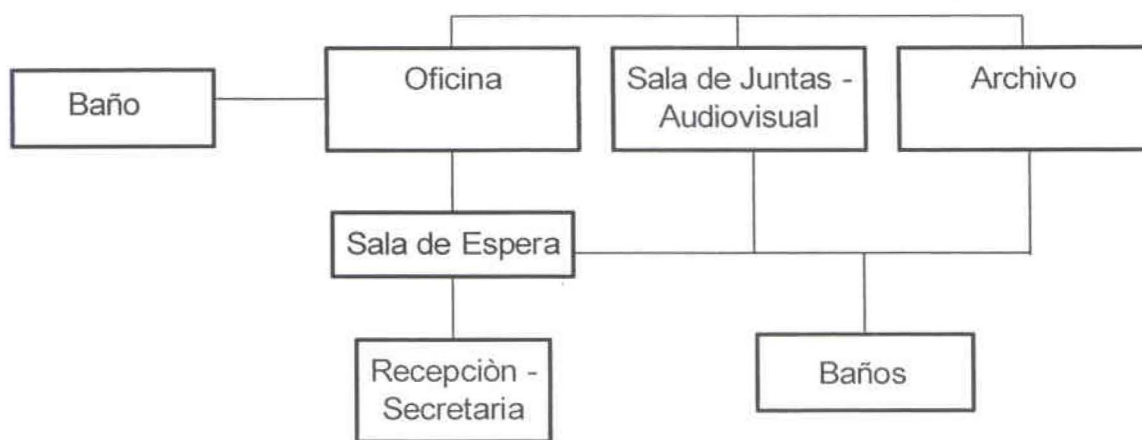 Baño
Oficina
Sala de Juntas -
Audiovisual
Archivo
Sala de Espera
Recepciòn -
Secretaria
Baños